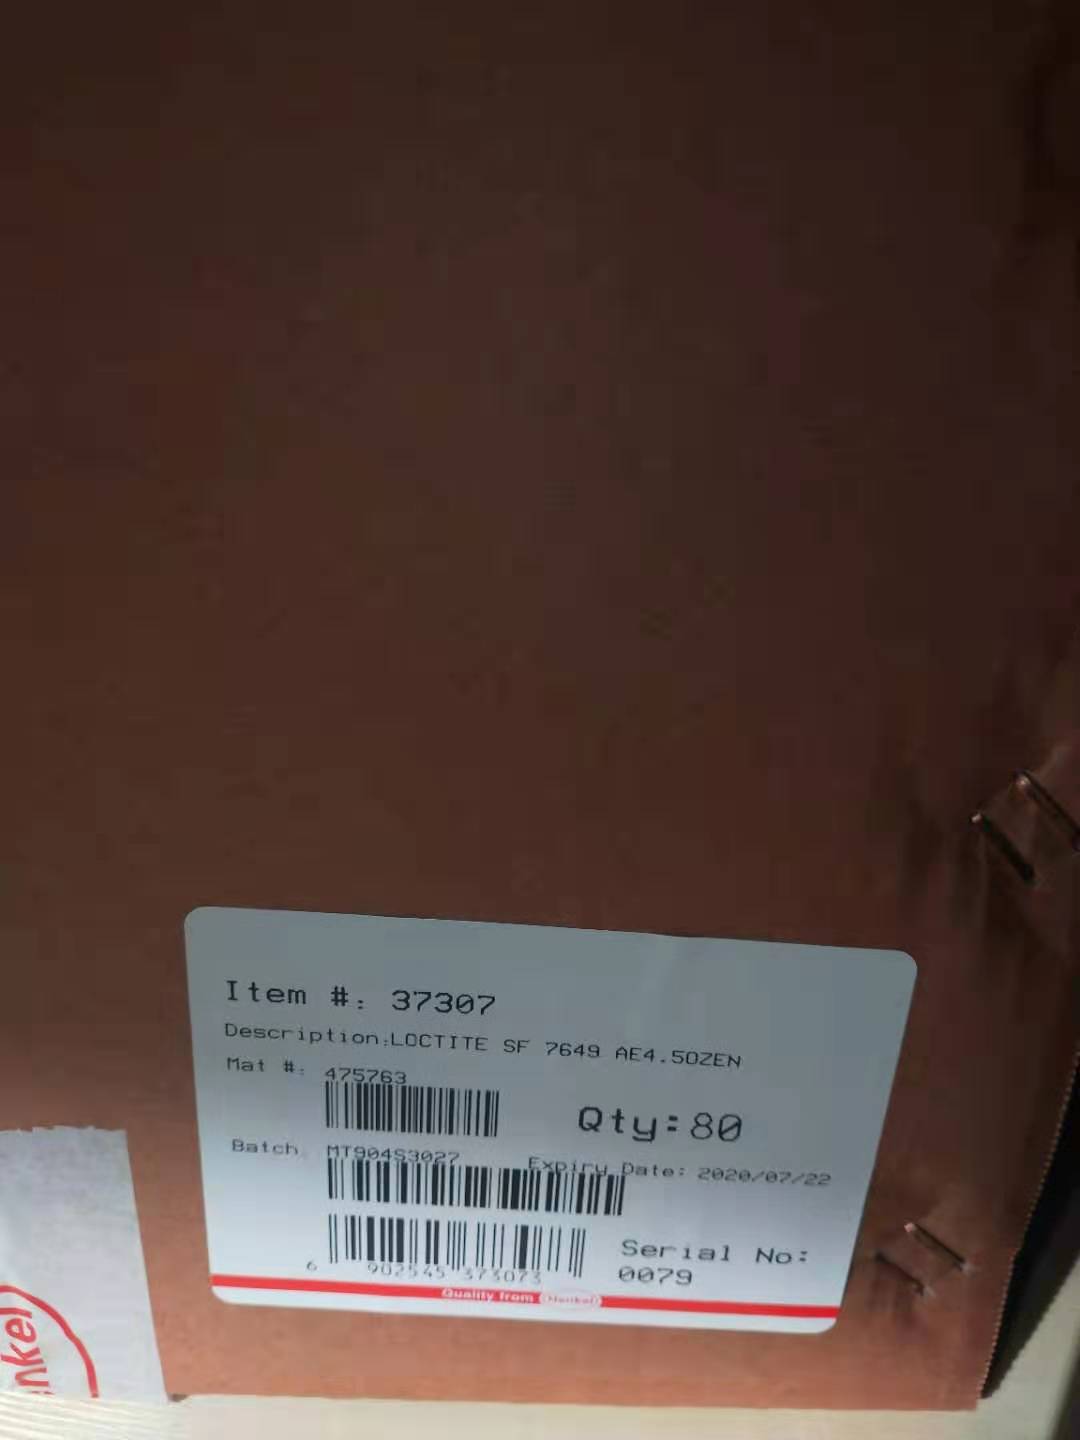 Item #: 37307
Description:LOCTITE SF 7649 AE4.5OZEN
Mat #: 475763
Qty:80
Batch: MT904S3027
Expiry Date: 2020/07/22
6 902545 373073
Serial No:
0079
Quality from Henkel
enkel